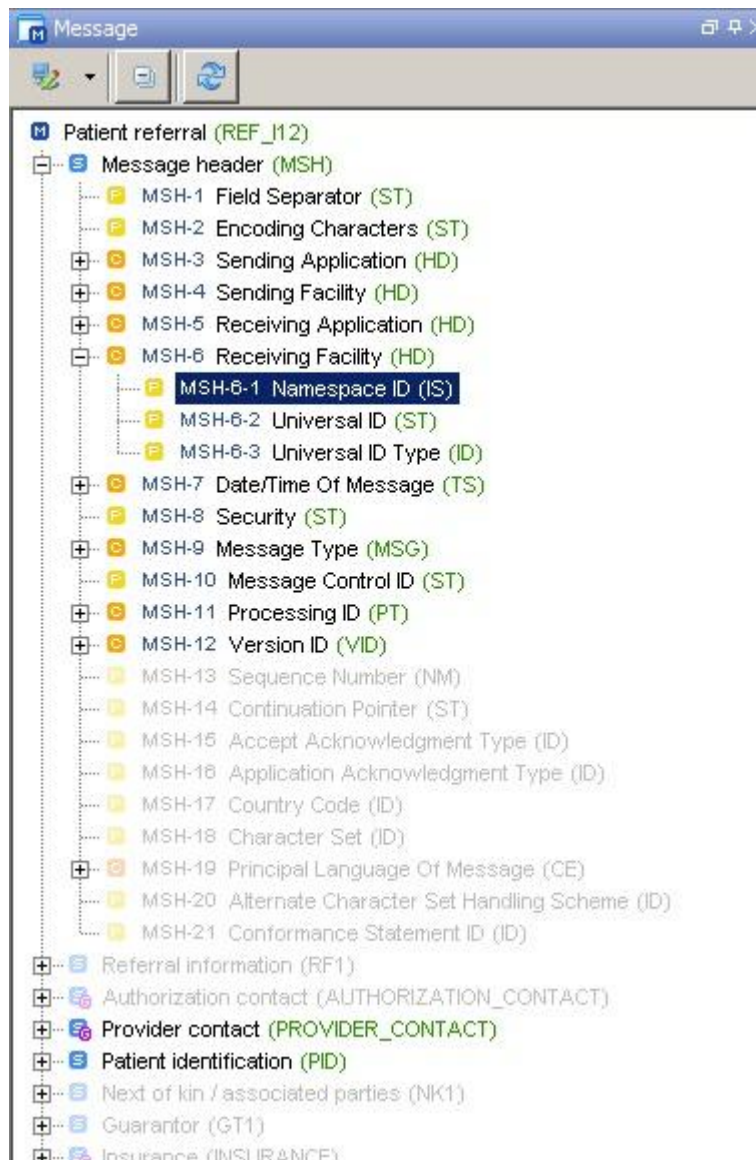 Message
Patient referral (REF_I12)
Message header (MSH)
MSH-1 Field Separator (ST)
MSH-2 Encoding Characters (ST)
MSH-3 Sending Application (HD)
MSH-4 Sending Facility (HD)
MSH-5 Receiving Application (HD)
MSH-6 Receiving Facility (HD)
MSH-6-1 Namespace ID (IS)
MSH-6-2 Universal ID (ST)
MSH-6-3 Universal ID Type (ID)
MSH-7 Date/Time Of Message (TS)
MSH-8 Security (ST)
MSH-9 Message Type (MSG)
MSH-10 Message Control ID (ST)
MSH-11 Processing ID (PT)
MSH-12 Version ID (VID)
MSH-13 Sequence Number (NM)
MSH-14 Continuation Pointer (ST)
MSH-15 Accept Acknowledgment Type (ID)
MSH-16 Application Acknowledgment Type (ID)
MSH-17 Country Code (ID)
MSH-18 Character Set (ID)
MSH-19 Principal Language Of Message (CE)
MSH-20 Alternate Character Set Handling Scheme (ID)
MSH-21 Conformance Statement ID (ID)
Referral information (RF1)
Authorization contact (AUTHORIZATION_CONTACT)
Provider contact (PROVIDER_CONTACT)
Patient identification (PID)
Next of kin / associated parties (NK1)
Guarantor (GT1)
Insurance (INSURANCE)